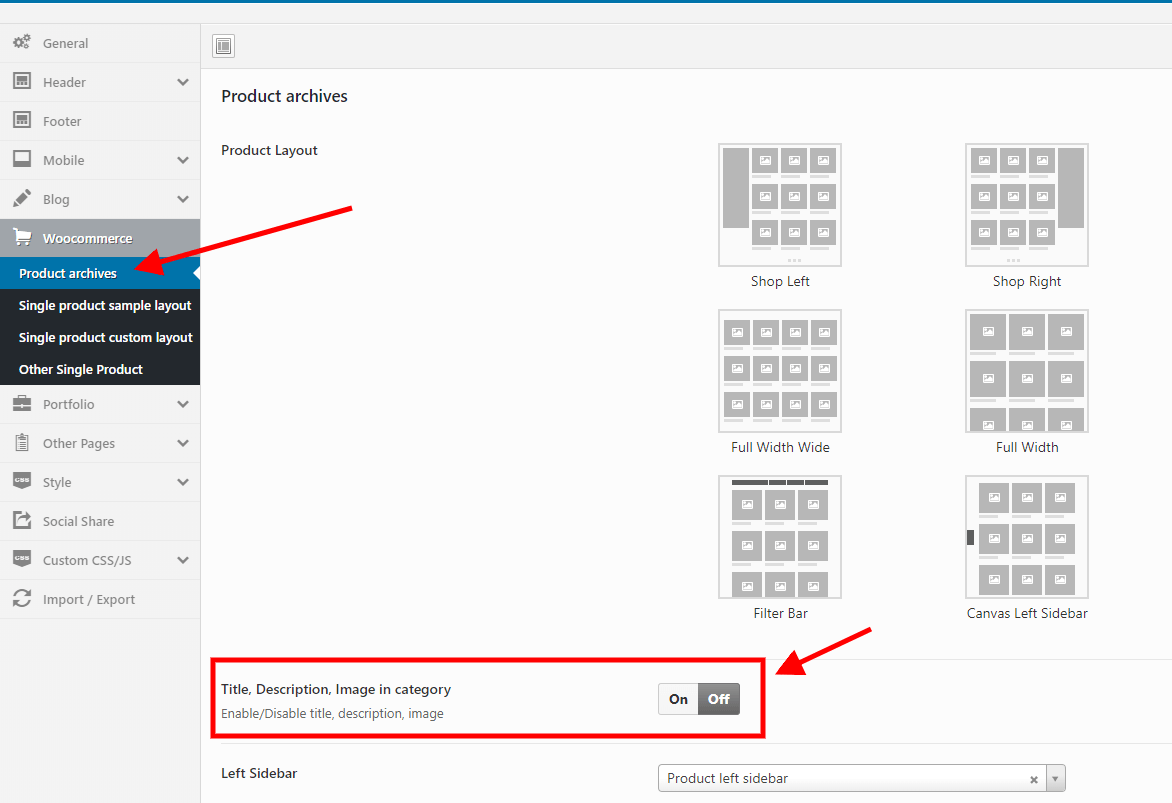 General
Header
Footer
Mobile
Blog
Woocommerce
Product archives
Single product sample layout
Single product custom layout
Other Single Product
Portfolio
Other Pages
CSS
Style
Social Share
CSS
Custom CSS/JS
Import / Export
Product archives
Product Layout
Shop Left
Shop Right
Full Width Wide
Full Width
Filter Bar
Canvas Left Sidebar
Title, Description, Image in category
Enable/Disable title, description, image
On Off
Left Sidebar
Product left sidebar ×